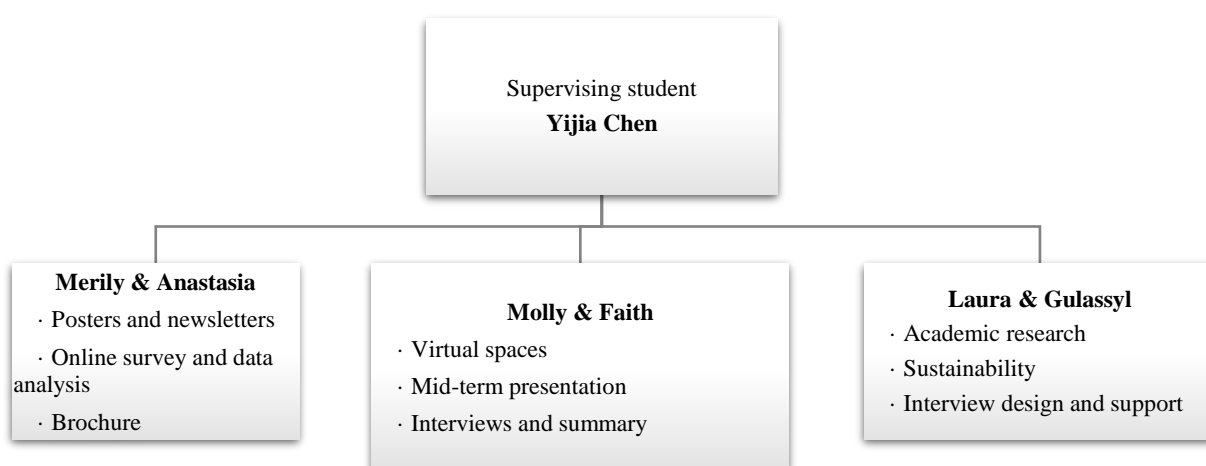 Supervising student
Yijia Chen
Merily & Anastasia
· Posters and newsletters
· Online survey and data
analysis
· Brochure
Molly & Faith
· Virtual spaces
· Mid-term presentation
· Interviews and summary
Laura & Gulassyl
· Academic research
· Sustainability
· Interview design and support